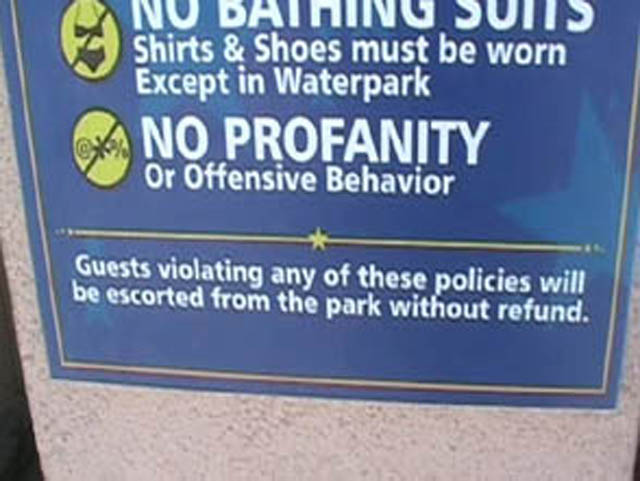 NO BATHING SUITS
Shirts & Shoes must be worn
Except in Waterpark
@*%
NO PROFANITY
Or Offensive Behavior
Guests violating any of these policies will
be escorted from the park without refund.